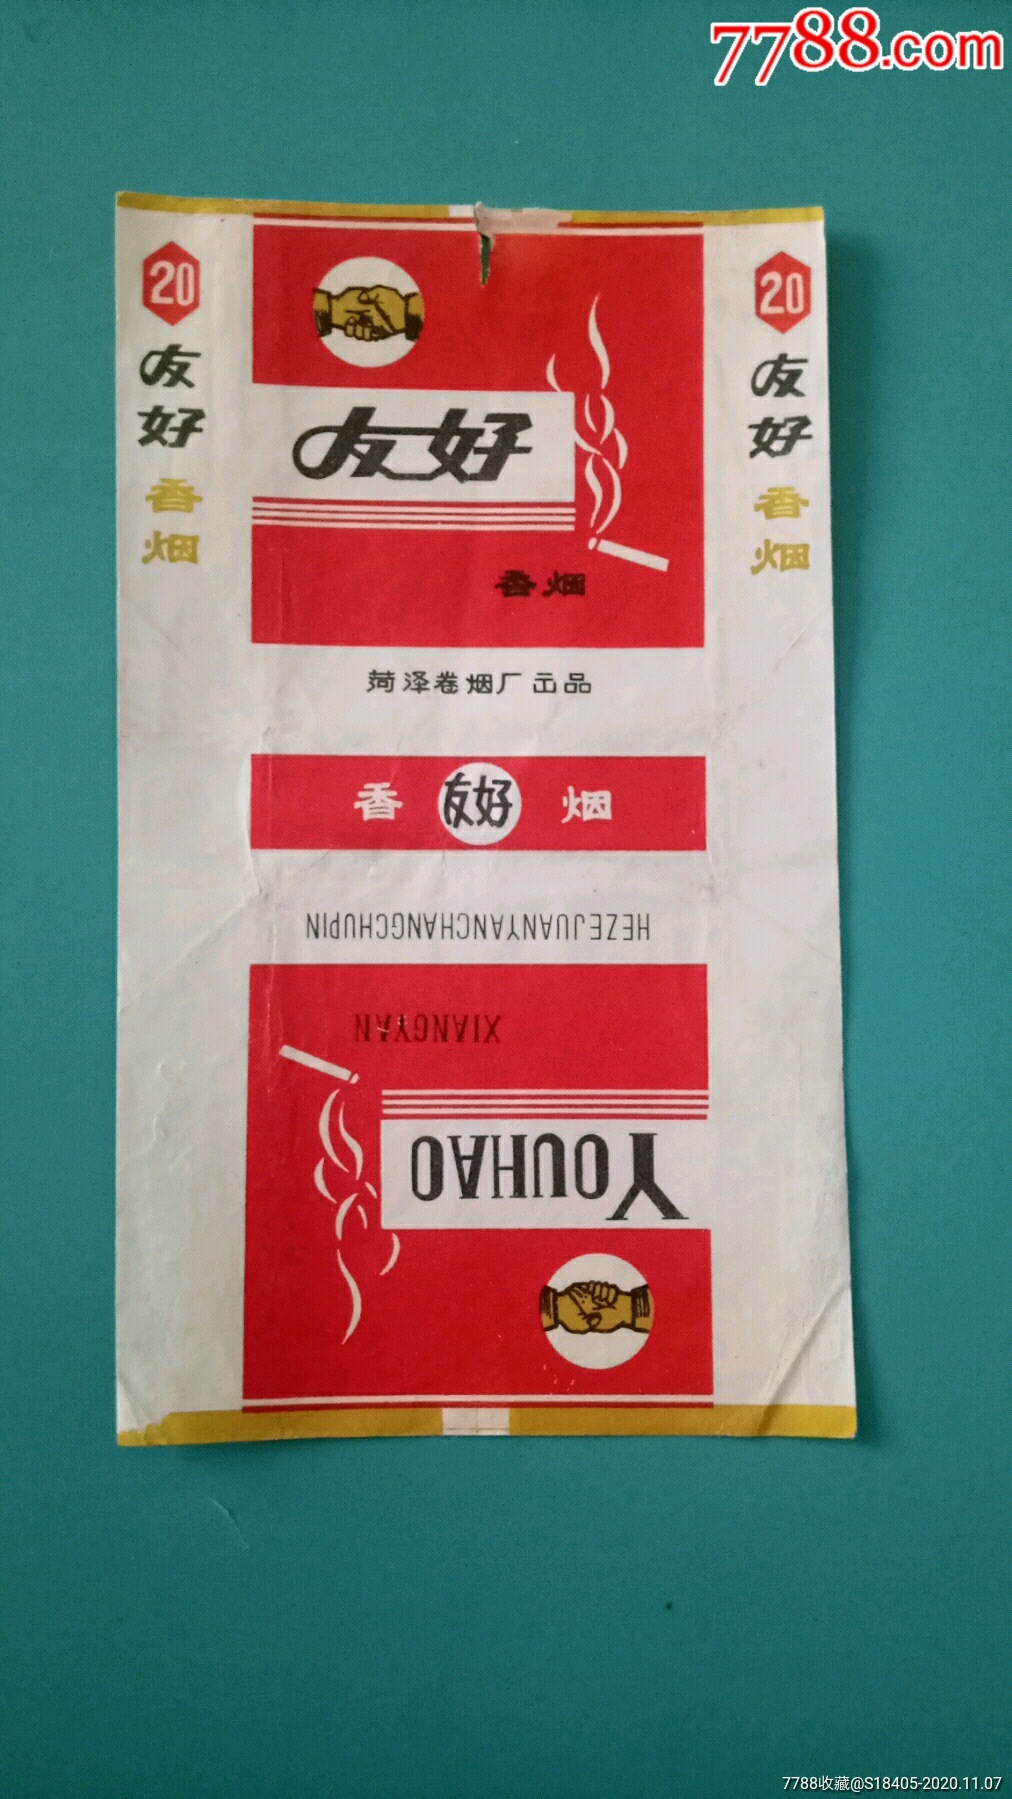 7788.com
20
友
好
香
烟
友好
香烟
菏泽卷烟厂出品
20
友
好
香
烟
香 友好 烟
HEZEJUANYANCHANGCHUPIN
XIANGYAN
YOUHAO
7788收藏@S18405-2020.11.07